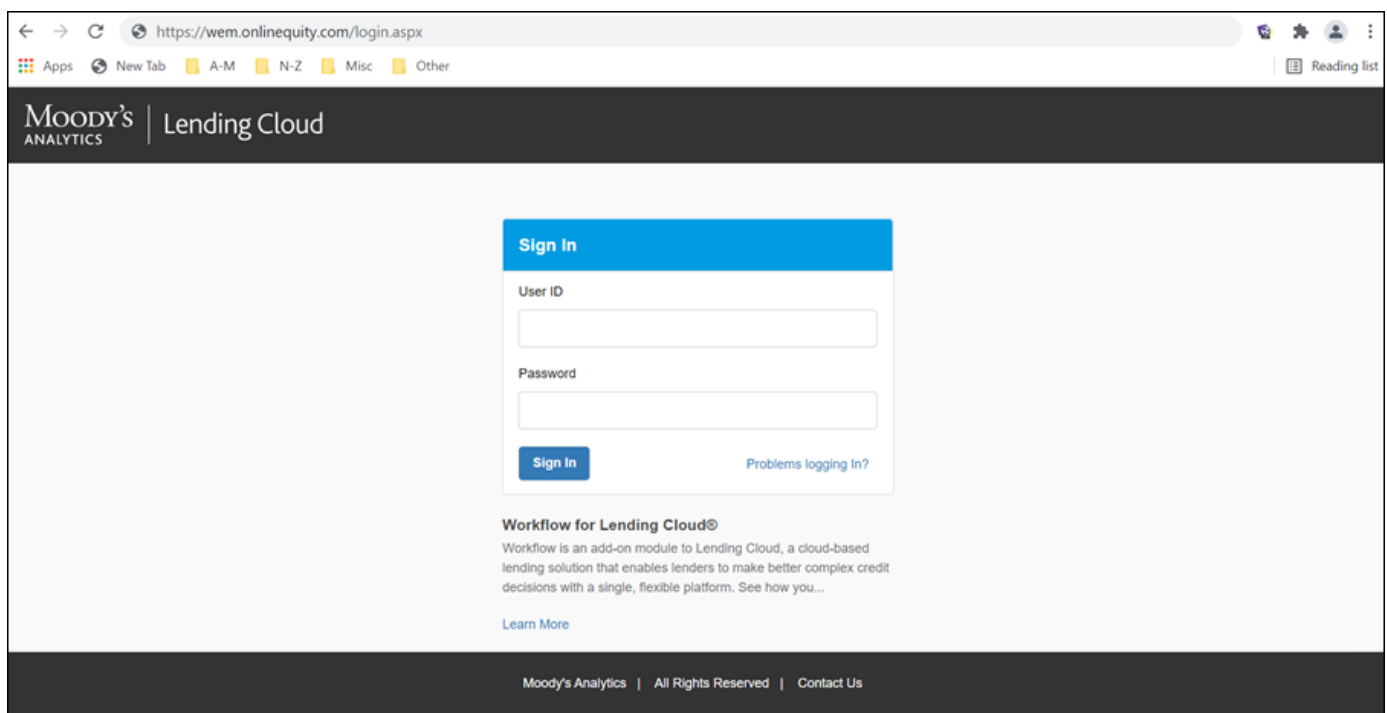 https://wem.onlinequity.com/login.aspx
Apps New Tab A-M N-Z Misc Other Reading list
MOODY'S
ANALYTICS
Lending Cloud
Sign In
User ID
Password
Sign In Problems logging In?
Workflow for Lending Cloud®
Workflow is an add-on module to Lending Cloud, a cloud-based
lending solution that enables lenders to make better complex credit
decisions with a single, flexible platform. See how you...
Learn More
Moody's Analytics | All Rights Reserved | Contact Us